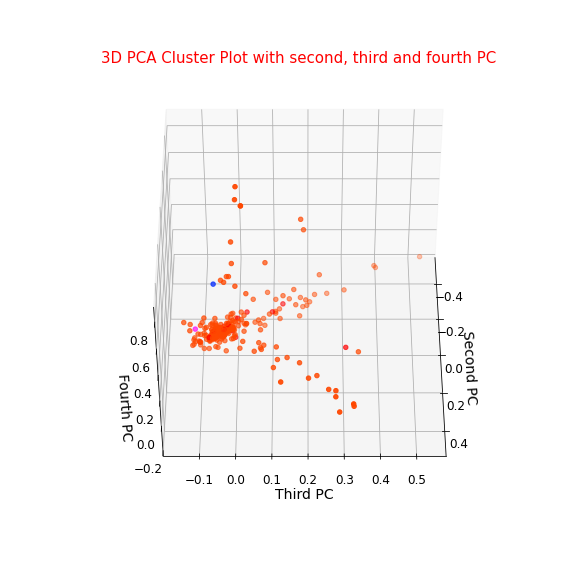 3D PCA Cluster Plot with second, third and fourth PC
-0.4
-0.2
0.0
0.2
0.4
Second PC
0.8
0.6
0.4
0.2
0.0
−0.2
Fourth PC
−0.1 0.0 0.1 0.2 0.3 0.4 0.5
Third PC